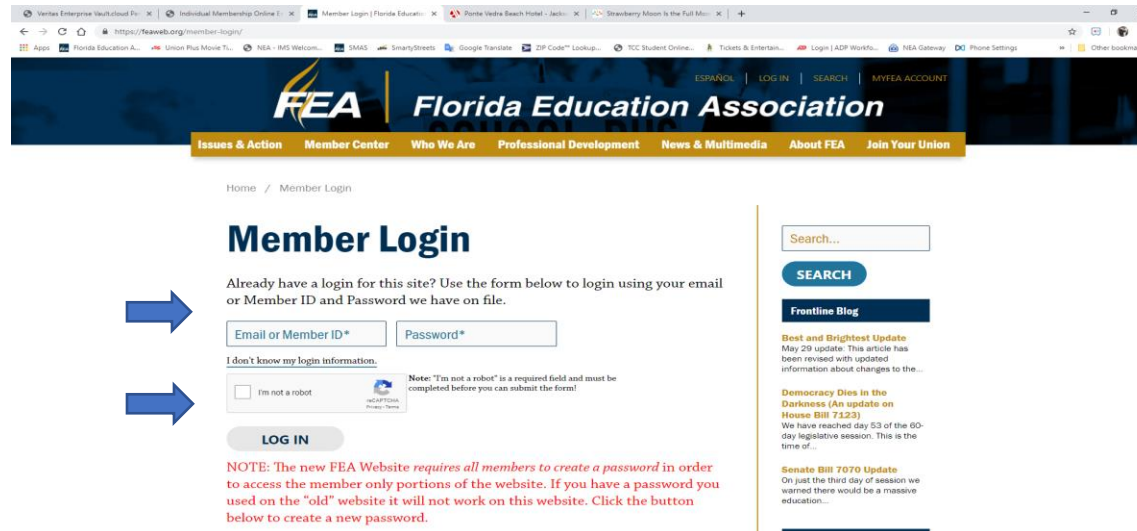 Veritas Enterprise Vault.cloud Per
Individual Membership Online En
Member Login | Florida Education
Ponte Vedra Beach Hotel - Jackso
Strawberry Moon Is the Full Moo
https://feaweb.org/member-login/
Apps
Florida Education A...
Union Plus Movie Ti...
NEA - IMS Welcom...
SMAS
SmartyStreets
Google Translate
ZIP Code™ Lookup...
TCC Student Online...
Tickets & Entertain...
Login | ADP Workfo...
NEA Gateway
Phone Settings
Other bookma
ESPAÑOL | LOG IN | SEARCH | MYFEA ACCOUNT
FEA
Florida Education Association
Issues & Action Member Center Who We Are Professional Development News & Multimedia About FEA Join Your Union
Home / Member Login
Member Login
Already have a login for this site? Use the form below to login using your email
or Member ID and Password we have on file.
Email or Member ID*
Password*
I don't know my login information.
I'm not a robot
reCAPTCHA
Privacy - Terms
Note: "I'm not a robot" is a required field and must be
completed before you can submit the form!
LOG IN
NOTE: The new FEA Website requires all members to create a password in order
to access the member only portions of the website. If you have a password you
used on the "old" website it will not work on this website. Click the button
below to create a new password.
Search...
SEARCH
Frontline Blog
Best and Brightest Update
May 29 update: This article has
been revised with updated
information about changes to the...
Democracy Dies in the
Darkness (An update on
House Bill 7123)
We have reached day 53 of the 60-
day legislative session. This is the
time of...
Senate Bill 7070 Update
On just the third day of session we
warned there would be a massive
education...